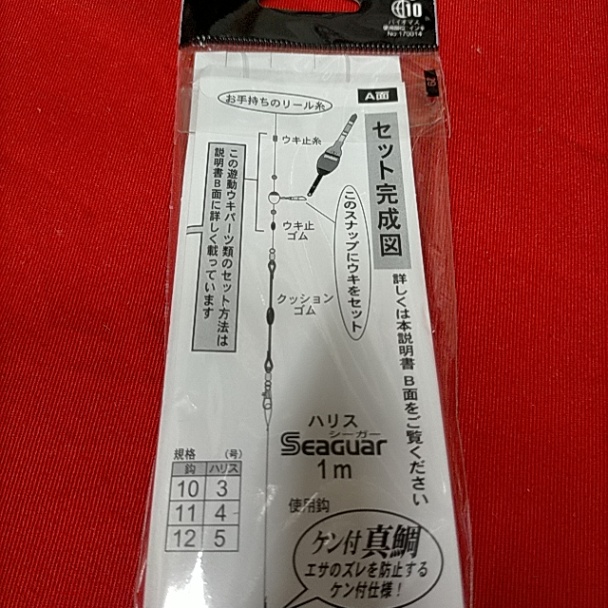 10
バイオマス
No.170014
A面
お手持ちのリール糸
セット完成図
ウキ止糸
このスナップにウキをセット
この遊動ウキパーツ類のセット方法は
説明書B面に詳しく載っています
ウキ止
ゴム
クッション
ゴム
詳しくは本説明書B面をご覧ください
ハリス
シーガー
Seaguar
1m
規格 (号)
鈎 ハリス
10 3
11 4
12 5
使用鈎
ケン付真鯛
エサのズレを防止する
ケン付仕様!